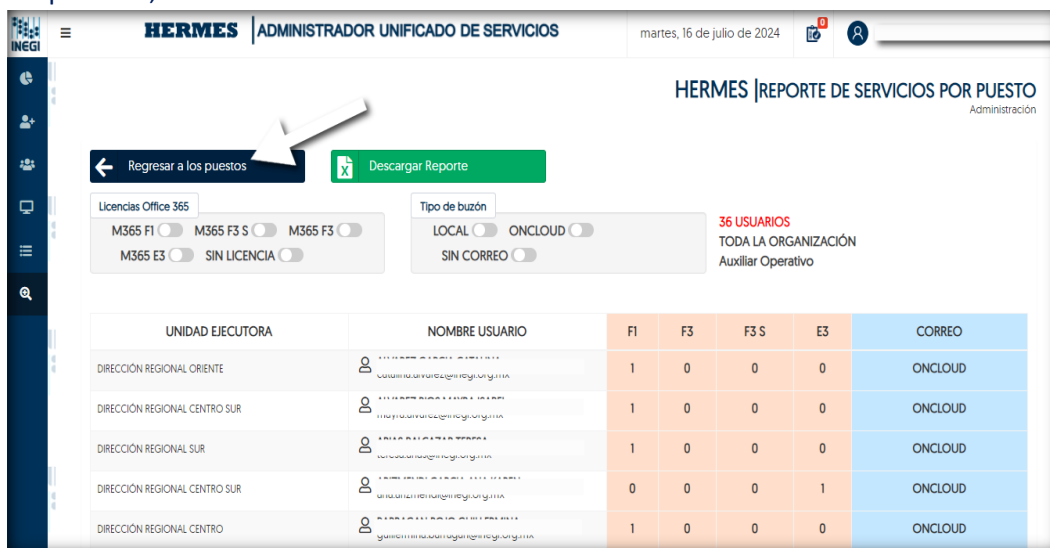 INEGI
HERMES | ADMINISTRADOR UNIFICADO DE SERVICIOS
martes, 16 de julio de 2024
0
HERMES | REPORTE DE SERVICIOS POR PUESTO
Administración
Regresar a los puestos
Descargar Reporte
Licencias Office 365
M365 F1 M365 F3 S M365 F3
M365 E3 SIN LICENCIA
Tipo de buzón
LOCAL ONCLOUD
SIN CORREO
36 USUARIOS
TODA LA ORGANIZACIÓN
Auxiliar Operativo
UNIDAD EJECUTORA NOMBRE USUARIO F1 F3 F3 S E3 CORREO
DIRECCIÓN REGIONAL ORIENTE 1 0 0 0 ONCLOUD
DIRECCIÓN REGIONAL CENTRO SUR 1 0 0 0 ONCLOUD
DIRECCIÓN REGIONAL SUR 1 0 0 0 ONCLOUD
DIRECCIÓN REGIONAL CENTRO SUR 0 0 0 1 ONCLOUD
DIRECCIÓN REGIONAL CENTRO 1 0 0 0 ONCLOUD